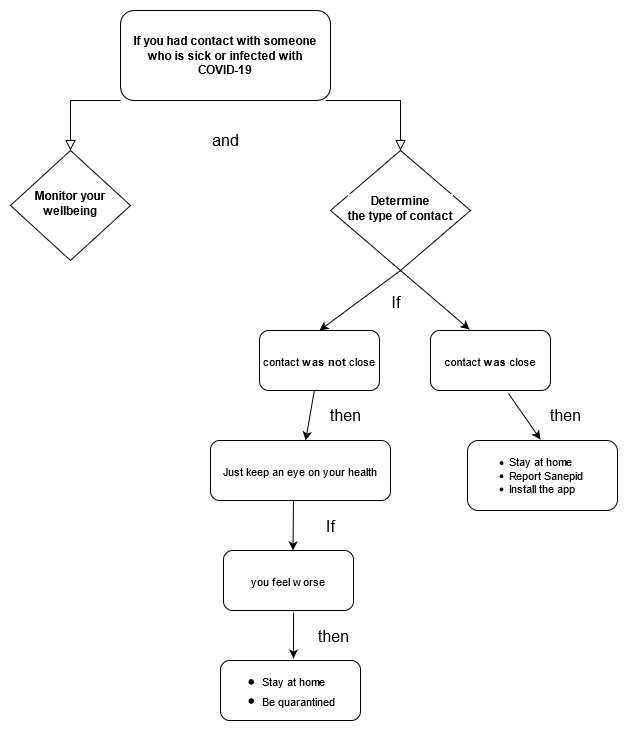 If you had contact with someone
who is sick or infected with
COVID-19
and
Monitor your
wellbeing
Determine
the type of contact
If
contact was not close
contact was close
then
then
Just keep an eye on your health
• Stay at home
• Report Sanepid
• Install the app
If
you feel worse
then
• Stay at home
• Be quarantined